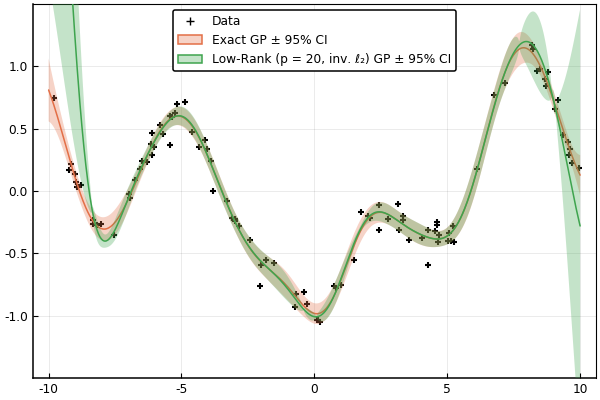 Data
Exact GP ± 95% CI
Low-Rank (p = 20, inv. ℓ₂) GP ± 95% CI
1.0
0.5
0.0
-0.5
-1.0
-10 -5 0 5 10